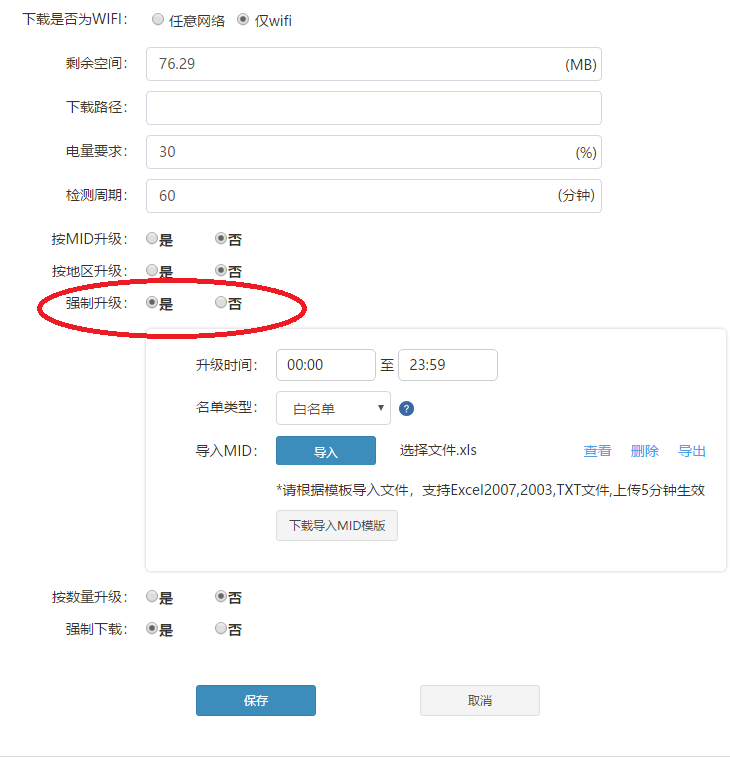 下载是否为WIFI: 任意网络 仅wifi
剩余空间: 76.29 (MB)
下载路径:
电量要求: 30 (%)
检测周期: 60 (分钟)
按MID升级: 是 否
按地区升级: 是 否
强制升级: 是 否
升级时间: 00:00 至 23:59
名单类型: 白名单 ?
导入MID: 导入 选择文件.xls 查看 删除 导出
*请根据模板导入文件，支持Excel2007,2003,TXT文件,上传5分钟生效
下载导入MID模版
按数量升级: 是 否
强制下载: 是 否
保存 取消